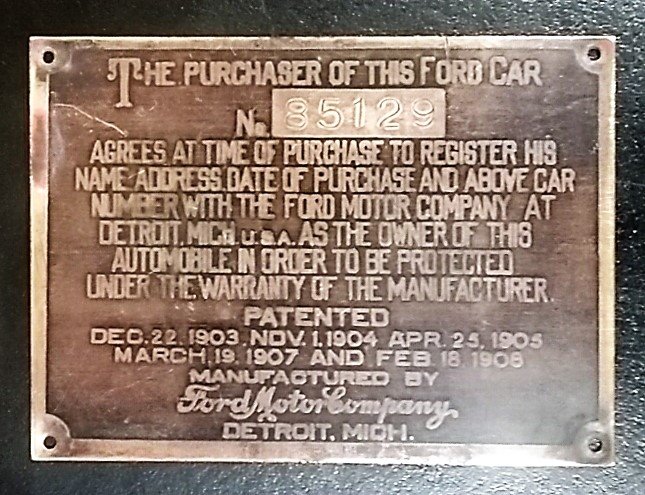 THE PURCHASER OF THIS FORD CAR
No. 85129
AGREES, AT TIME OF PURCHASE TO REGISTER HIS
NAME, ADDRESS, DATE OF PURCHASE AND ABOVE CAR
NUMBER WITH THE FORD MOTOR COMPANY AT
DETROIT, MICH. U.S.A. AS THE OWNER OF THIS
AUTOMOBILE, IN ORDER TO BE PROTECTED
UNDER THE WARRANTY OF THE MANUFACTURER.
PATENTED
DEC. 22. 1903. NOV. 1. 1904 APR. 25, 1905
MARCH. 19. 1907 AND FEB 18. 1908
MANUFACTURED BY
Ford Motor Company,
DETROIT, MICH.